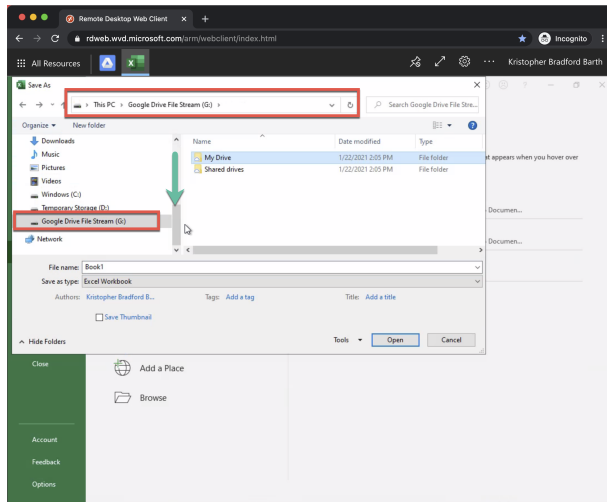 Remote Desktop Web Client
rdweb.wvd.microsoft.com/arm/webclient/index.html
Incognito
All Resources
Kristopher Bradford Barth
Save As
This PC > Google Drive File Stream (G:) >
Search Google Drive File Stre...
Organize
New folder
Downloads
Music
Pictures
Videos
Windows (C:)
Temporary Storage (D:)
Google Drive File Stream (G:)
Network
Name Date modified Type
My Drive 1/22/2021 2:05 PM File folder
Shared drives 1/22/2021 2:05 PM File folder
at appears when you hover over
Documen...
Documen...
File name: Book1
Save as type: Excel Workbook
Authors: Kristopher Bradford B... Tags: Add a tag Title: Add a title
Save Thumbnail
Hide Folders
Tools Open Cancel
Close
Add a Place
Browse
Account
Feedback
Options